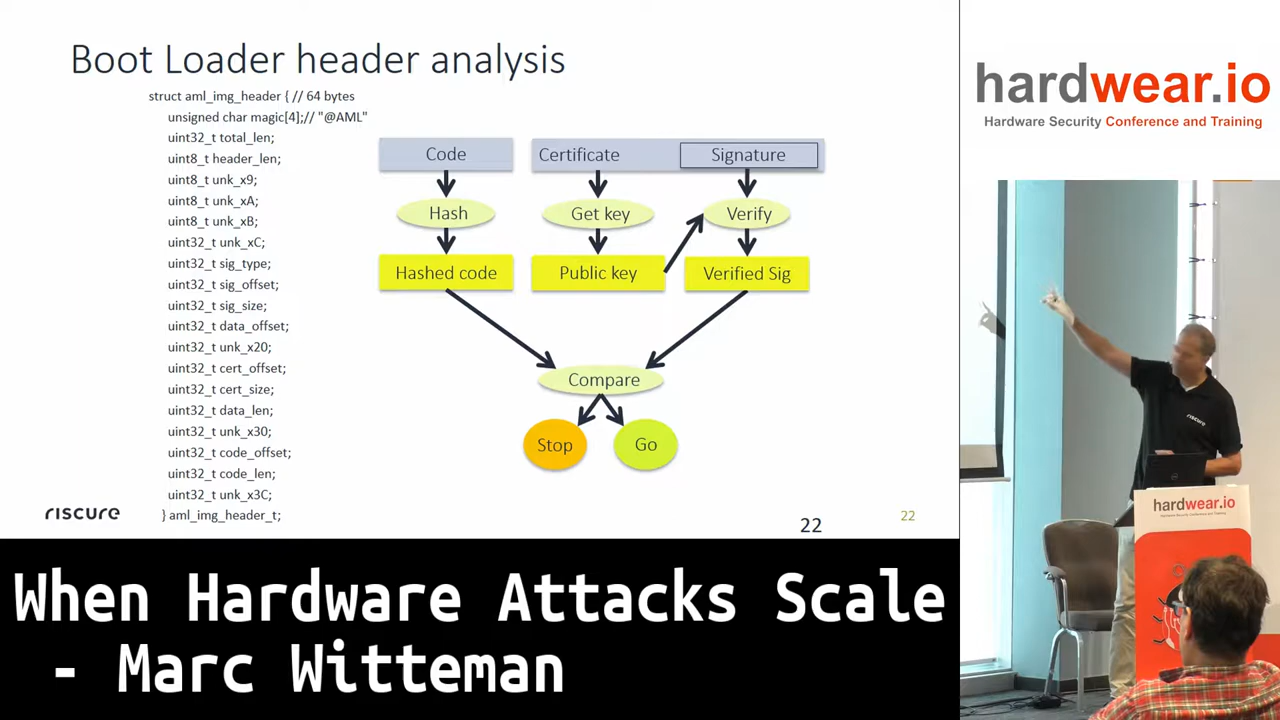 Boot Loader header analysis
struct aml_img_header { // 64 bytes
unsigned char magic[4];// "@AML"
uint32_t total_len;
uint8_t header_len;
uint8_t unk_x9;
uint8_t unk_xA;
uint8_t unk_xB;
uint32_t unk_xC;
uint32_t sig_type;
uint32_t sig_offset;
uint32_t sig_size;
uint32_t data_offset;
uint32_t unk_x20;
uint32_t cert_offset;
uint32_t cert_size;
uint32_t data_len;
uint32_t unk_x30;
uint32_t code_offset;
uint32_t code_len;
uint32_t unk_x3C;
} aml_img_header_t;
Code
Certificate
Signature
Hash
Get key
Verify
Hashed code
Public key
Verified Sig
Compare
Stop
Go
riscure
22
22
hardwear.io
Hardware Security Conference and Training
riscure
hardwear.io
When Hardware Attacks Scale
- Marc Witteman